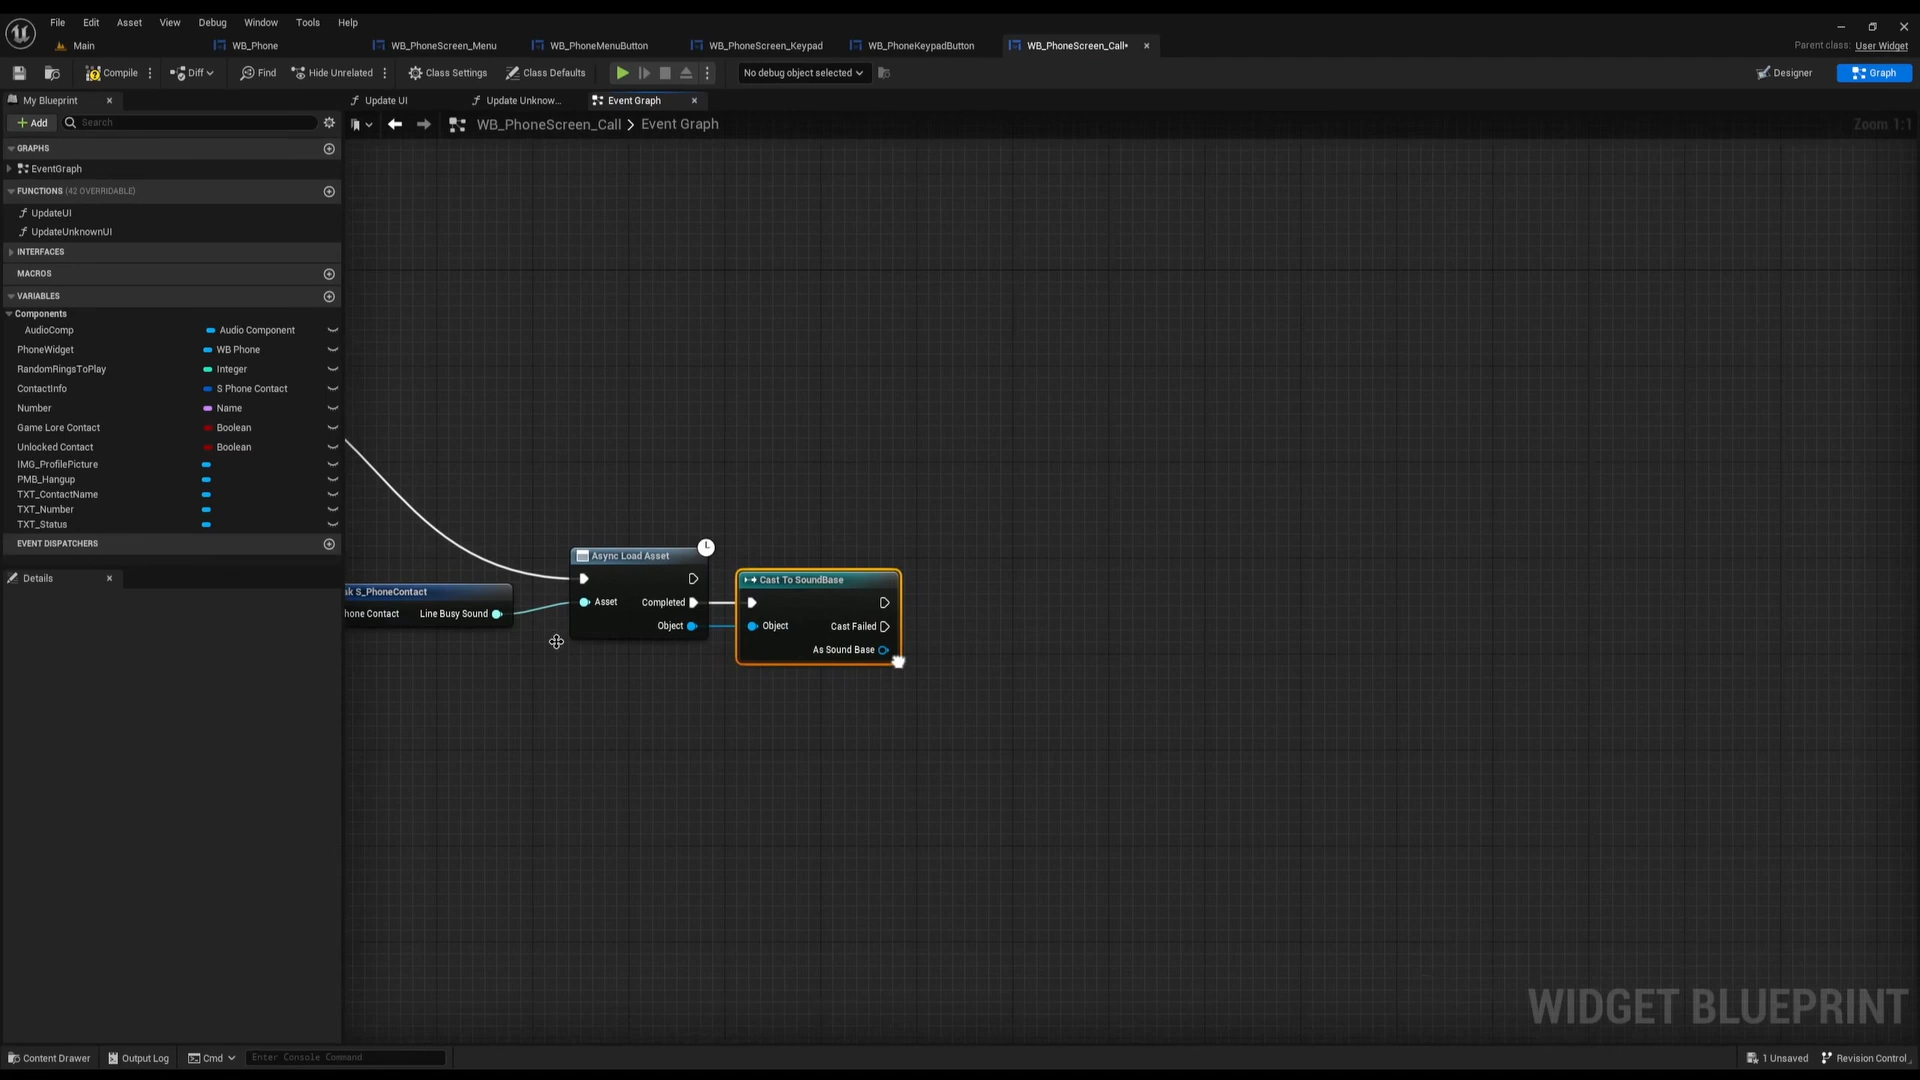 File Edit Asset View Debug Window Tools Help
Main WB_Phone WB_PhoneScreen_Menu WB_PhoneMenuButton WB_PhoneScreen_Keypad WB_PhoneKeypadButton WB_PhoneScreen_Call•
Parent class: User Widget
Compile Diff Find Hide Unrelated Class Settings Class Defaults No debug object selected Designer Graph
My Blueprint
Update UI Update Unknow... Event Graph
Add Search
WB_PhoneScreen_Call > Event Graph
Zoom 1:1
GRAPHS
EventGraph
FUNCTIONS (42 OVERRIDABLE)
UpdateUI
UpdateUnknownUI
INTERFACES
MACROS
VARIABLES
Components
AudioComp Audio Component
PhoneWidget WB Phone
RandomRingsToPlay Integer
ContactInfo S Phone Contact
Number Name
Game Lore Contact Boolean
Unlocked Contact Boolean
IMG_ProfilePicture
PMB_Hangup
TXT_ContactName
TXT_Number
TXT_Status
EVENT DISPATCHERS
Details
ak S_PhoneContact
hone Contact Line Busy Sound
Async Load Asset
Asset Completed
Object
Cast To SoundBase
Object Cast Failed
As Sound Base
WIDGET BLUEPRINT
Content Drawer Output Log Cmd Enter Console Command 1 Unsaved Revision Control